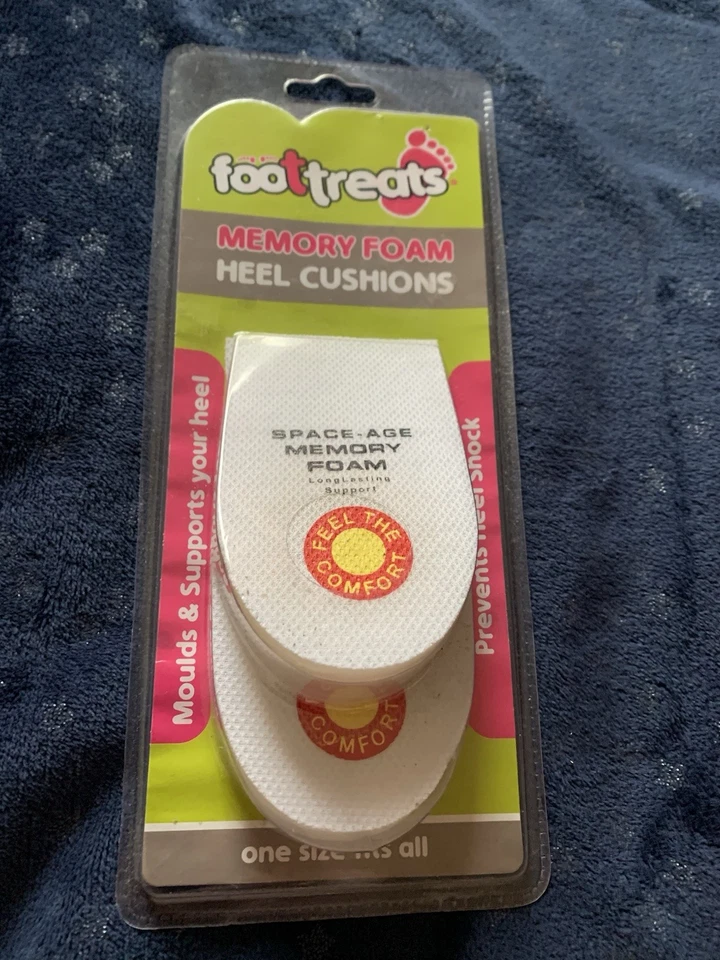 foottreats
MEMORY FOAM
HEEL CUSHIONS
Moulds & Supports your heel
SPACE-AGE
MEMORY
FOAM
LongLasting
Support
FEEL THE
COMFORT
Prevents heel shock
COMFORT
one size fits all